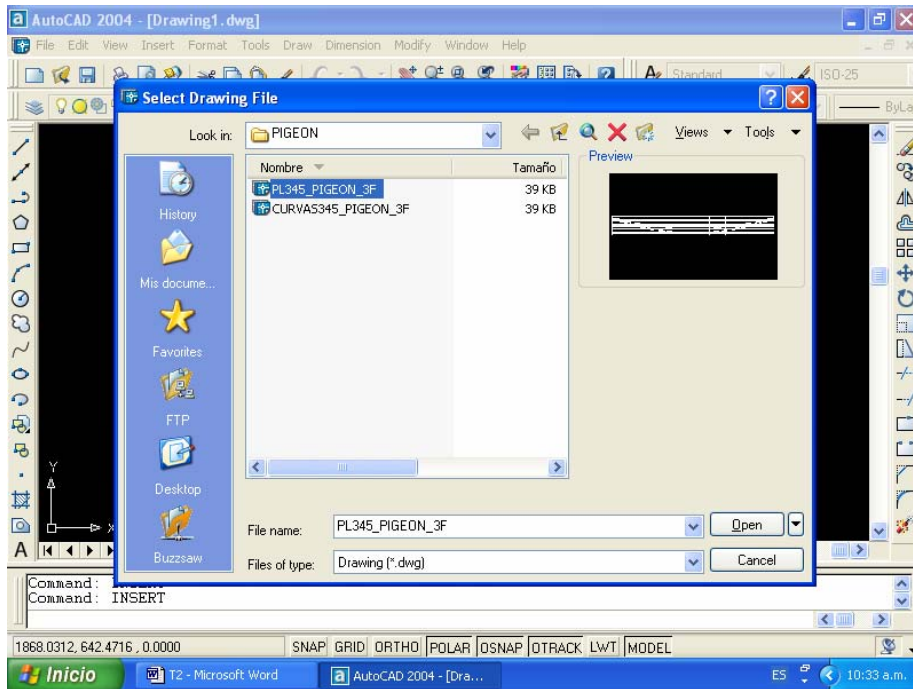 AutoCAD 2004 - [Drawing1.dwg]
File Edit View Insert Format Tools Draw Dimension Modify Window Help
Standard ISO-25
ByLa
Select Drawing File
Look in: PIGEON Views Tools
Nombre Tamaño Preview
PL345_PIGEON_3F 39 KB
CURVAS345_PIGEON_3F 39 KB
History
Mis docume...
Favorites
FTP
Desktop
Buzzsaw
File name: PL345_PIGEON_3F Open
Files of type: Drawing (*.dwg) Cancel
Y
X
A
Command:
Command: INSERT
1868.0312, 642.4716 , 0.0000 SNAP GRID ORTHO POLAR OSNAP OTRACK LWT MODEL
Inicio T2 - Microsoft Word AutoCAD 2004 - [Dra... ES 10:33 a.m.